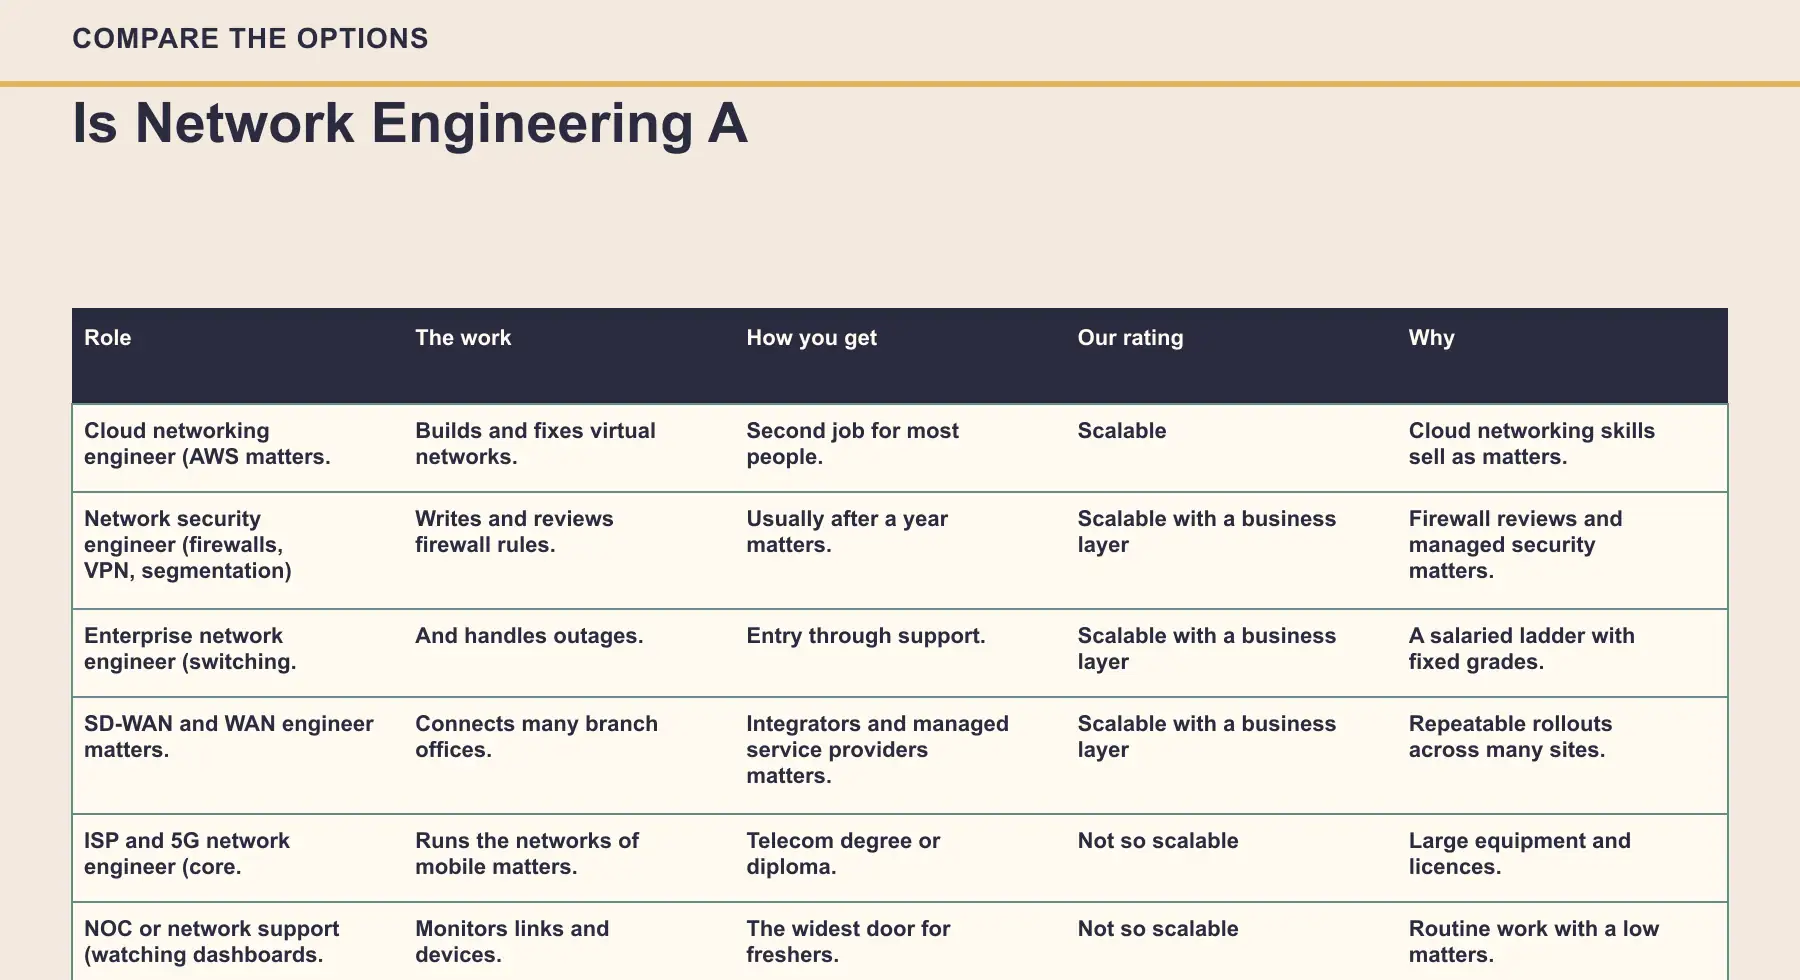 COMPARE THE OPTIONS
Is Network Engineering A
Role
The work
How you get
Our rating
Why
Cloud networking
engineer (AWS matters.
Builds and fixes virtual
networks.
Second job for most
people.
Scalable
Cloud networking skills
sell as matters.
Network security
engineer (firewalls,
VPN, segmentation)
Writes and reviews
firewall rules.
Usually after a year
matters.
Scalable with a business
layer
Firewall reviews and
managed security
matters.
Enterprise network
engineer (switching.
And handles outages.
Entry through support.
Scalable with a business
layer
A salaried ladder with
fixed grades.
SD-WAN and WAN engineer
matters.
Connects many branch
offices.
Integrators and managed
service providers
matters.
Scalable with a business
layer
Repeatable rollouts
across many sites.
ISP and 5G network
engineer (core.
Runs the networks of
mobile matters.
Telecom degree or
diploma.
Not so scalable
Large equipment and
licences.
NOC or network support
(watching dashboards.
Monitors links and
devices.
The widest door for
freshers.
Not so scalable
Routine work with a low
matters.